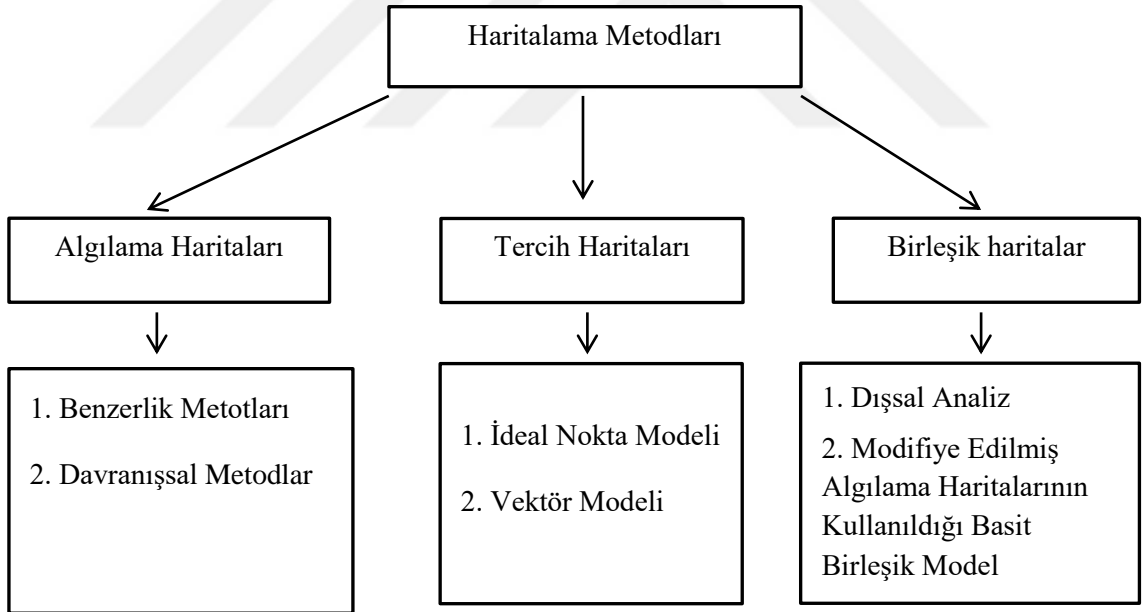 Haritalama Metodları
Algılama Haritaları
Tercih Haritaları
Birleşik haritalar
1. Benzerlik Metotları
2. Davranışsal Metodlar
1. İdeal Nokta Modeli
2. Vektör Modeli
1. Dışsal Analiz
2. Modifiye Edilmiş
Algılama Haritalarının
Kullanıldığı Basit
Birleşik Model